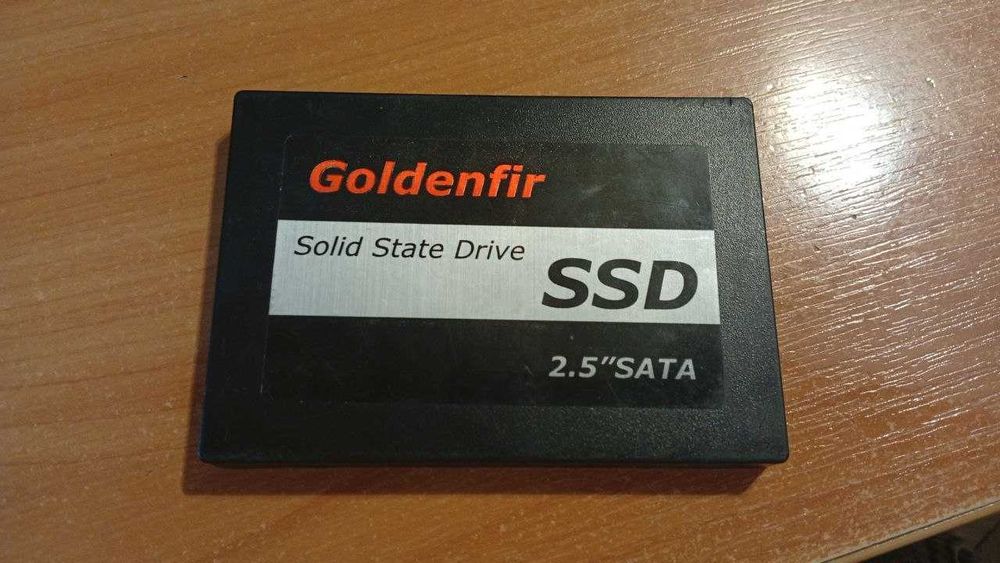 Goldenfir
Solid State Drive
SSD
2.5"SATA